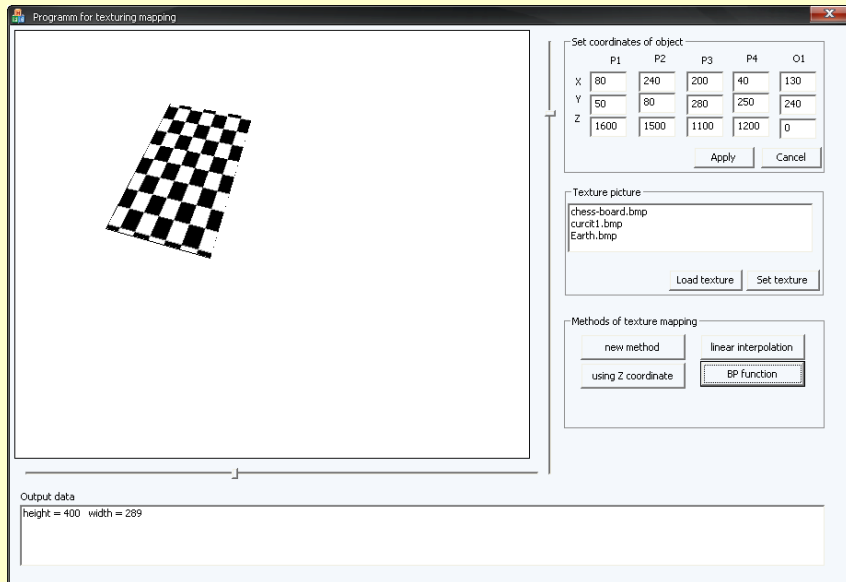 Programm for texturing mapping
Set coordinates of object
P1 P2 P3 P4 O1
X 80 240 200 40 130
Y 50 80 280 250 240
Z 1600 1500 1100 1200 0
Apply Cancel
Texture picture
chess-board.bmp
curcit1.bmp
Earth.bmp
Load texture Set texture
Methods of texture mapping
new method linear interpolation
using Z coordinate BP function
Output data
height = 400 width = 289